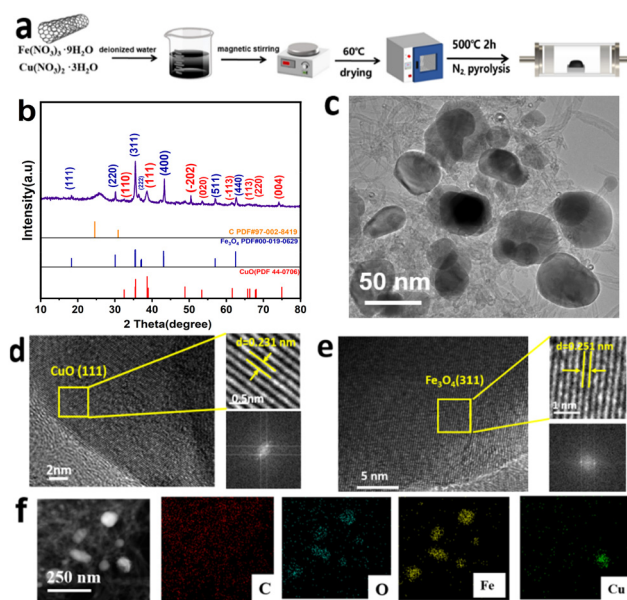 a
Fe(NO₃)₃ ·9H₂O
Cu(NO₃)₂ ·3H₂O
deionized water
magnetic stirring
60℃
drying
500℃ 2h
N₂ pyrolysis
b
Intensity(a.u)
(111)
(220)
(110)
(311)
(222)
(111)
(400)
(-202)
(020)
(511)
(-113)
(440)
(113)
(220)
(004)
C PDF#97-002-8419
Fe₃O₄ PDF#00-019-0629
CuO(PDF 44-0706)
10 20 30 40 50 60 70 80
2 Theta(degree)
c
50 nm
d
CuO (111)
2nm
d=0.231 nm
0.5nm
e
Fe₃O₄(311)
5 nm
d=0.251 nm
1 nm
f
250 nm
C
O
Fe
Cu